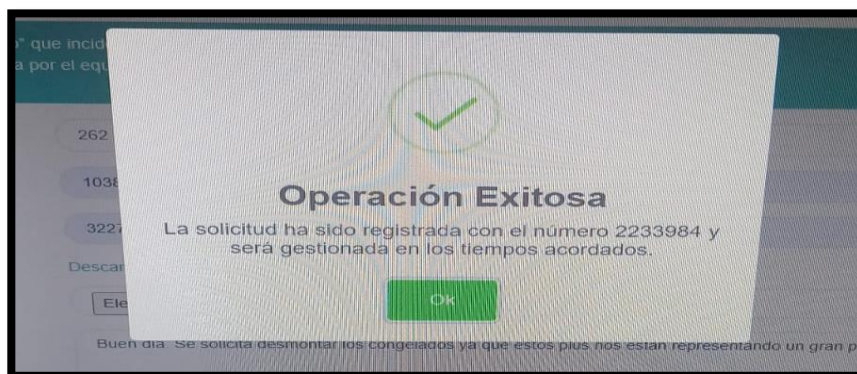 " que incid
a por el equ
262
1038
3227
Operación Exitosa
La solicitud ha sido registrada con el número 2233984 y
será gestionada en los tiempos acordados.
Descar
Ele
Ok
Buen día. Se solicita desmontar los congelados ya que estos plus nos están representando un gran p